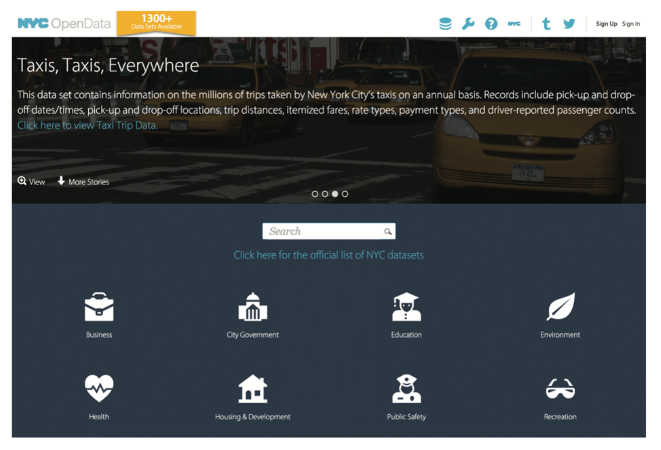 NYC OpenData
1300+
Data Sets Available
NYC
t
Sign Up Sign In
Taxis, Taxis, Everywhere
This data set contains information on the millions of trips taken by New York City's taxis on an annual basis. Records include pick-up and drop-
off dates/times, pick-up and drop-off locations, trip distances, itemized fares, rate types, payment types, and driver-reported passenger counts.
Click here to view Taxi Trip Data.
View More Stories
Search
Click here for the official list of NYC datasets
Business City Government Education Environment
Health Housing & Development Public Safety Recreation